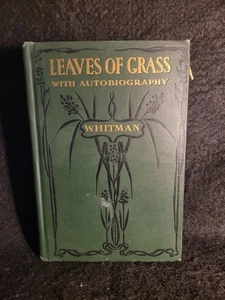 LEAVES OF GRASS
WITH AUTOBIOGRAPHY
WHITMAN